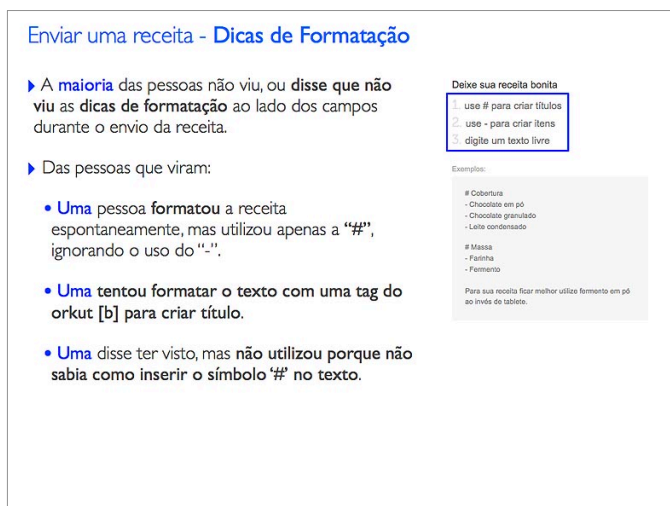 Enviar uma receita - Dicas de Formatação
A maioria das pessoas não viu, ou disse que não
viu as dicas de formatação ao lado dos campos
durante o envio da receita.
Das pessoas que viram:
• Uma pessoa formatou a receita
espontaneamente, mas utilizou apenas a “#”,
ignorando o uso do “-”.
• Uma tentou formatar o texto com uma tag do
orkut [b] para criar título.
• Uma disse ter visto, mas não utilizou porque não
sabia como inserir o símbolo ‘#’ no texto.
Deixe sua receita bonita
1. use # para criar títulos
2. use - para criar itens
3. digite um texto livre
Exemplos:
# Cobertura
- Chocolate em pó
- Chocolate granulado
- Leite condensado
# Massa
- Farinha
- Fermento
Para sua receita ficar melhor utilize fermento em pó
ao invés de tablete.